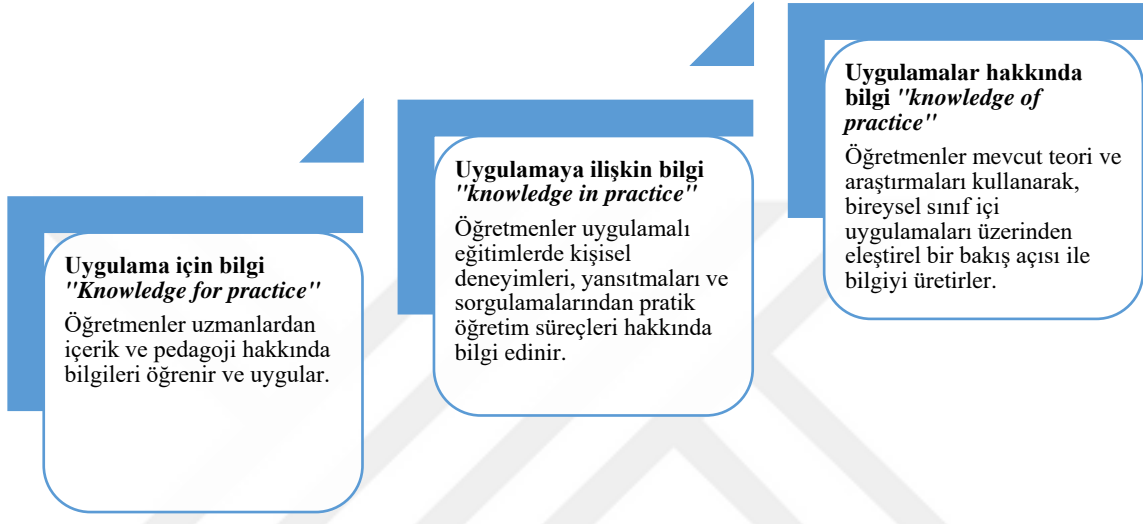 Uygulama için bilgi
"Knowledge for practice"
Öğretmenler uzmanlardan
içerik ve pedagoji hakkında
bilgileri öğrenir ve uygular.
Uygulamaya ilişkin bilgi
"knowledge in practice"
Öğretmenler uygulamalı
eğitimlerde kişisel
deneyimleri, yansıtmaları ve
sorgulamalarından pratik
öğretim süreçleri hakkında
bilgi edinir.
Uygulamalar hakkında
bilgi "knowledge of
practice"
Öğretmenler mevcut teori ve
araştırmaları kullanarak,
bireysel sınıf içi
uygulamaları üzerinden
eleştirel bir bakış açısı ile
bilgiyi üretirler.